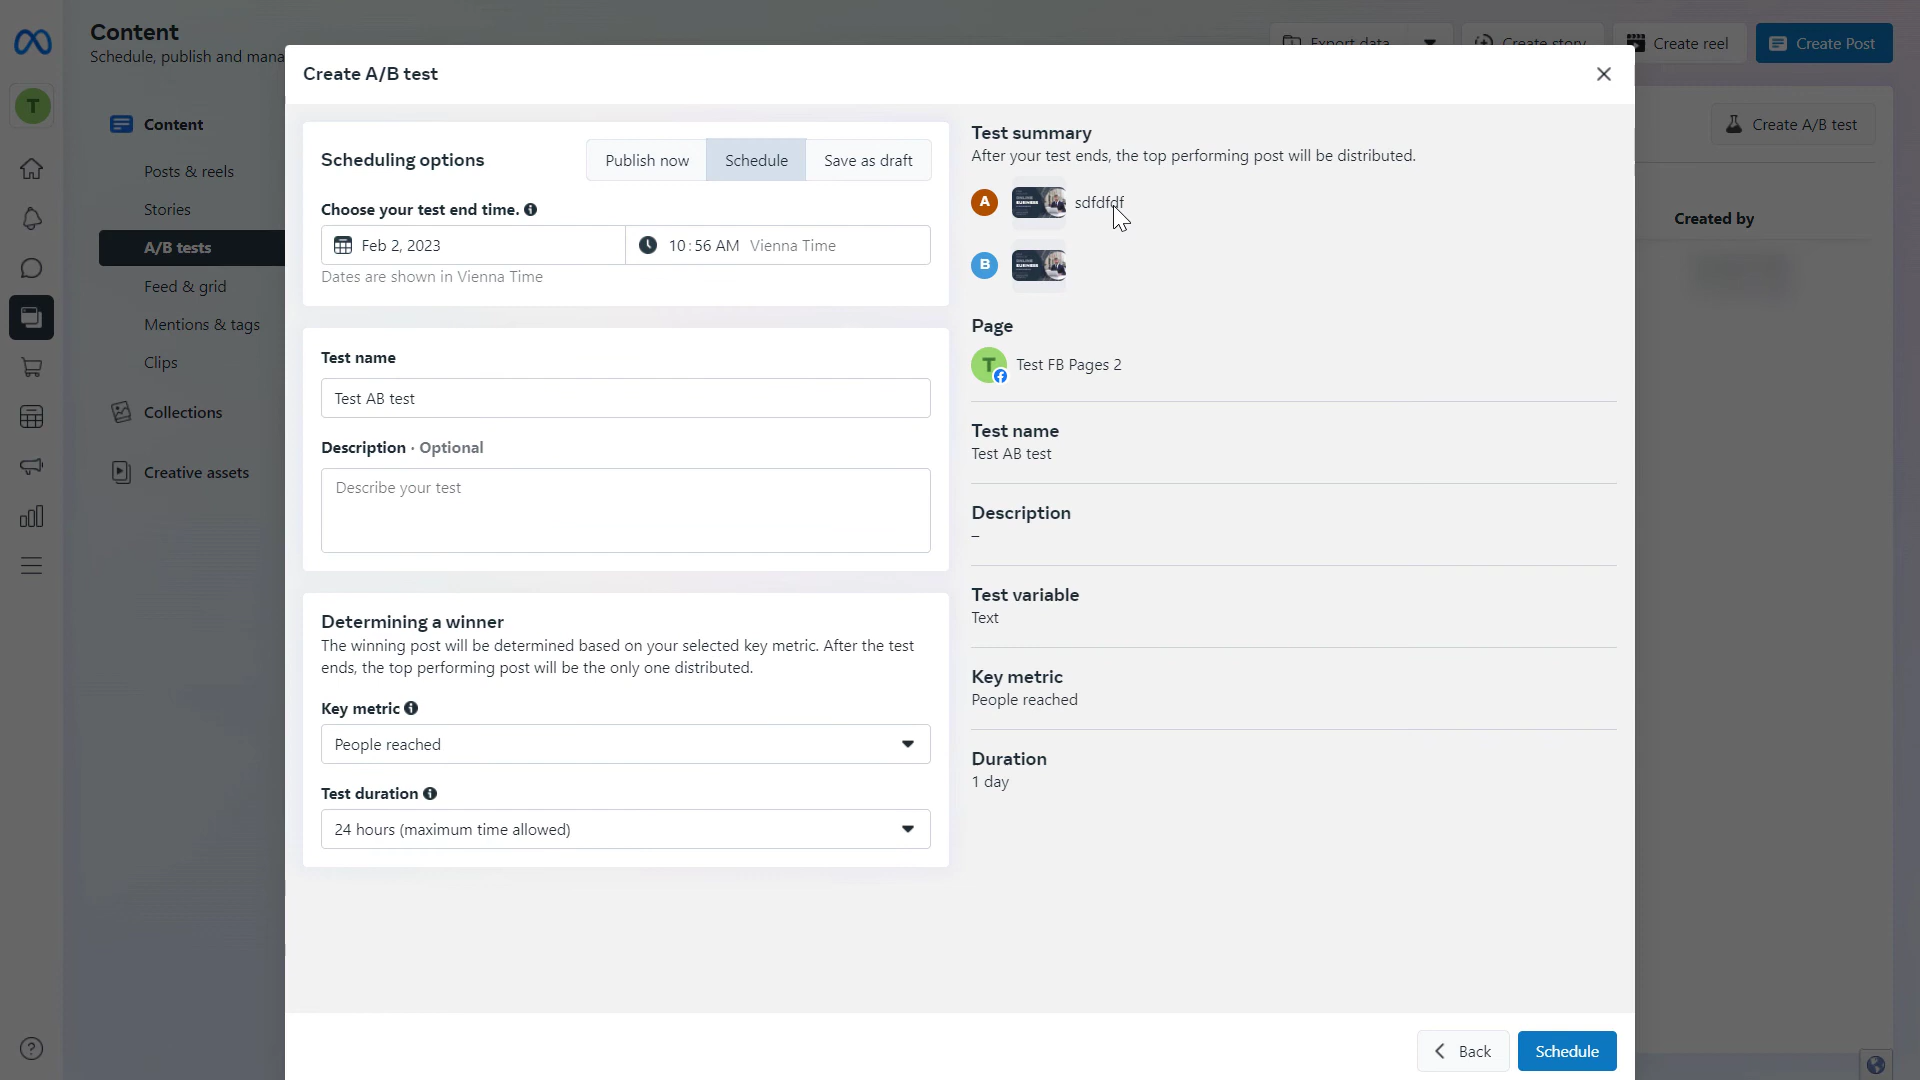 Content
Schedule, publish and mana
Export data
Create story
Create reel
Create Post
T
Content
Posts & reels
Stories
A/B tests
Feed & grid
Mentions & tags
Clips
Collections
Creative assets
Create A/B test
Created by
Create A/B test
Scheduling options
Publish now
Schedule
Save as draft
Choose your test end time.
Feb 2, 2023
10:56 AM Vienna Time
Dates are shown in Vienna Time
Test name
Test AB test
Description · Optional
Describe your test
Determining a winner
The winning post will be determined based on your selected key metric. After the test
ends, the top performing post will be the only one distributed.
Key metric
People reached
Test duration
24 hours (maximum time allowed)
Test summary
After your test ends, the top performing post will be distributed.
A
BUSINESS
sdfdfdf
B
BUSINESS
Page
T
Test FB Pages 2
Test name
Test AB test
Description
–
Test variable
Text
Key metric
People reached
Duration
1 day
Back
Schedule